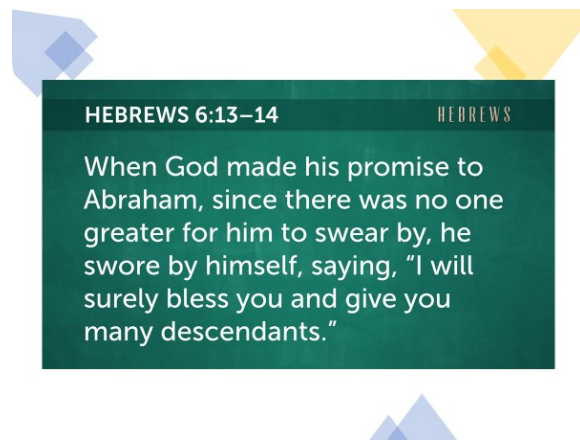 HEBREWS 6:13–14
HEBREWS
When God made his promise to
Abraham, since there was no one
greater for him to swear by, he
swore by himself, saying, “I will
surely bless you and give you
many descendants.”